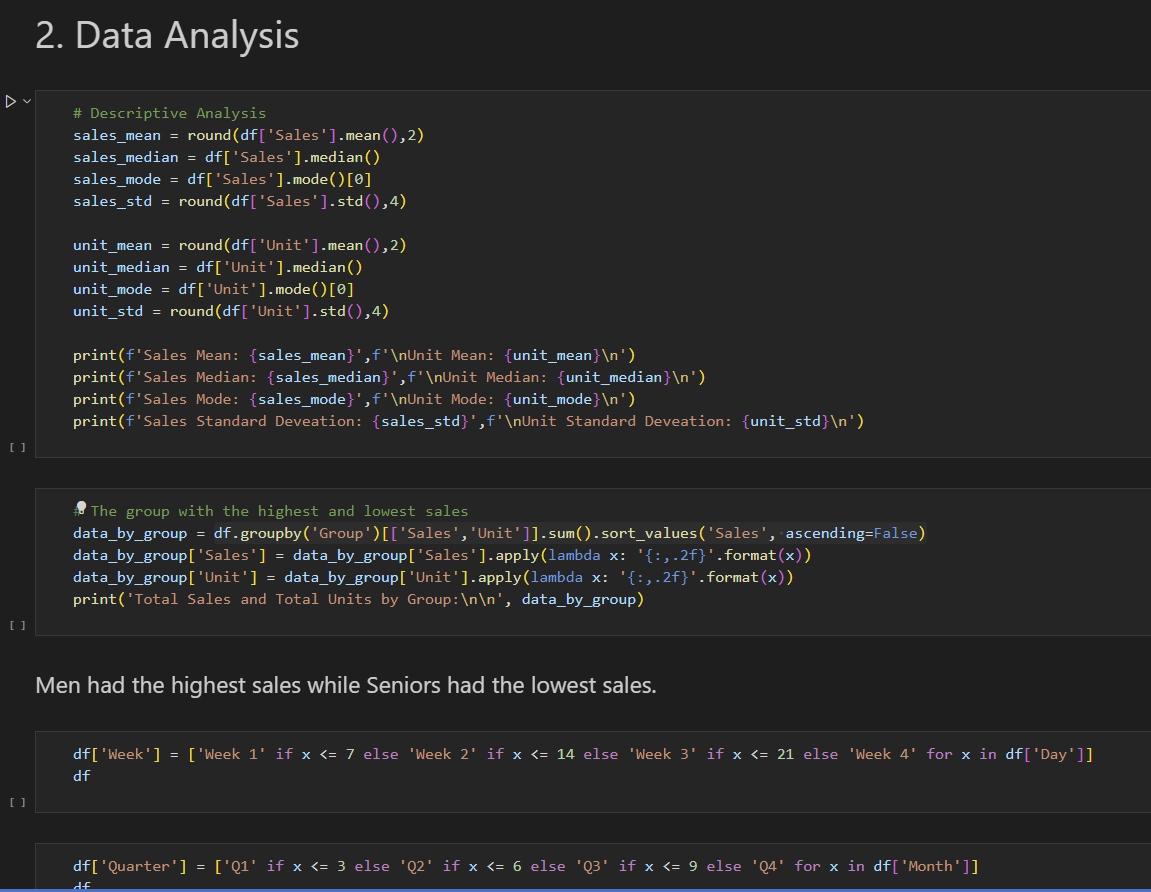 2. Data Analysis
# Descriptive Analysis
sales_mean = round(df['Sales'].mean(),2)
sales_median = df['Sales'].median()
sales_mode = df['Sales'].mode()[0]
sales_std = round(df['Sales'].std(),4)
unit_mean = round(df['Unit'].mean(),2)
unit_median = df['Unit'].median()
unit_mode = df['Unit'].mode()[0]
unit_std = round(df['Unit'].std(),4)
print(f'Sales Mean: {sales_mean}',f'\nUnit Mean: {unit_mean}\n')
print(f'Sales Median: {sales_median}',f'\nUnit Median: {unit_median}\n')
print(f'Sales Mode: {sales_mode}',f'\nUnit Mode: {unit_mode}\n')
print(f'Sales Standard Deveation: {sales_std}',f'\nUnit Standard Deveation: {unit_std}\n')
[ ]
# The group with the highest and lowest sales
data_by_group = df.groupby('Group')[['Sales','Unit']].sum().sort_values('Sales', ascending=False)
data_by_group['Sales'] = data_by_group['Sales'].apply(lambda x: '{:,.2f}'.format(x))
data_by_group['Unit'] = data_by_group['Unit'].apply(lambda x: '{:,.2f}'.format(x))
print('Total Sales and Total Units by Group:\n\n', data_by_group)
[ ]
Men had the highest sales while Seniors had the lowest sales.
df['Week'] = ['Week 1' if x <= 7 else 'Week 2' if x <= 14 else 'Week 3' if x <= 21 else 'Week 4' for x in df['Day']]
df
[ ]
df['Quarter'] = ['Q1' if x <= 3 else 'Q2' if x <= 6 else 'Q3' if x <= 9 else 'Q4' for x in df['Month']]
df